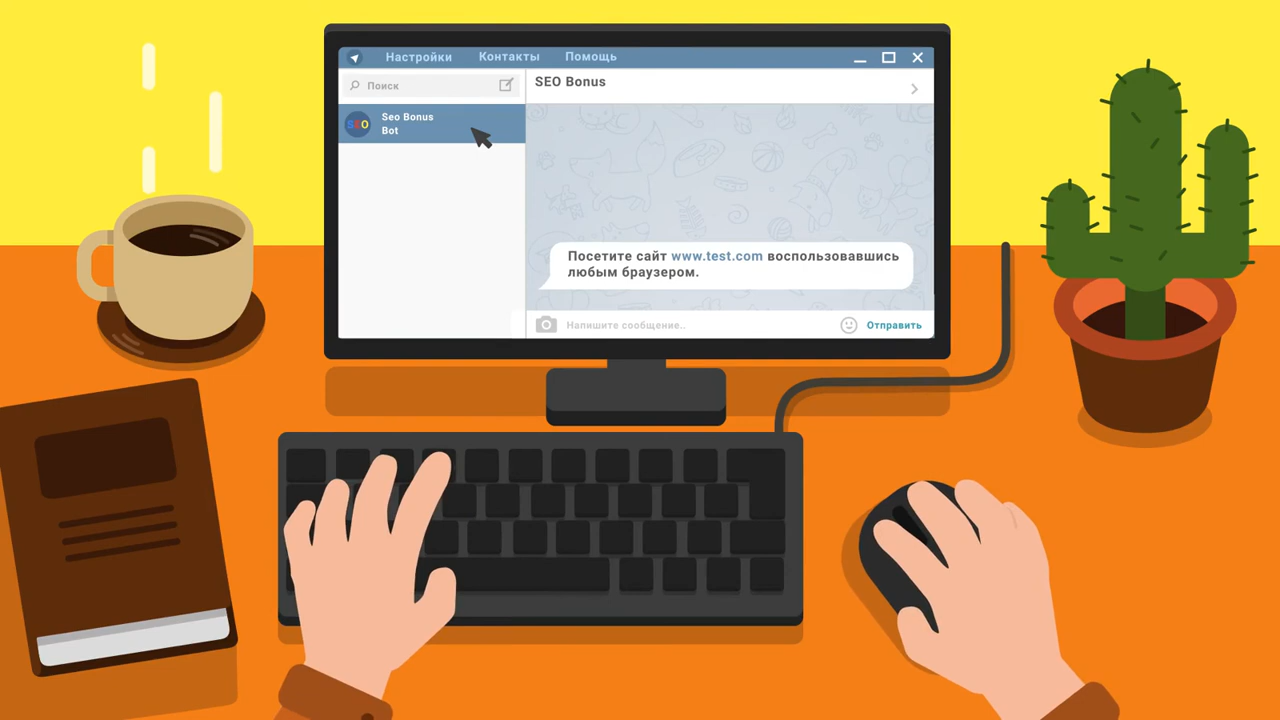 Настройки Контакты Помощь
Поиск
SEO Bonus
SEO
Seo Bonus
Bot
Посетите сайт www.test.com воспользовавшись
любым браузером.
Напишите сообщение..
Отправить